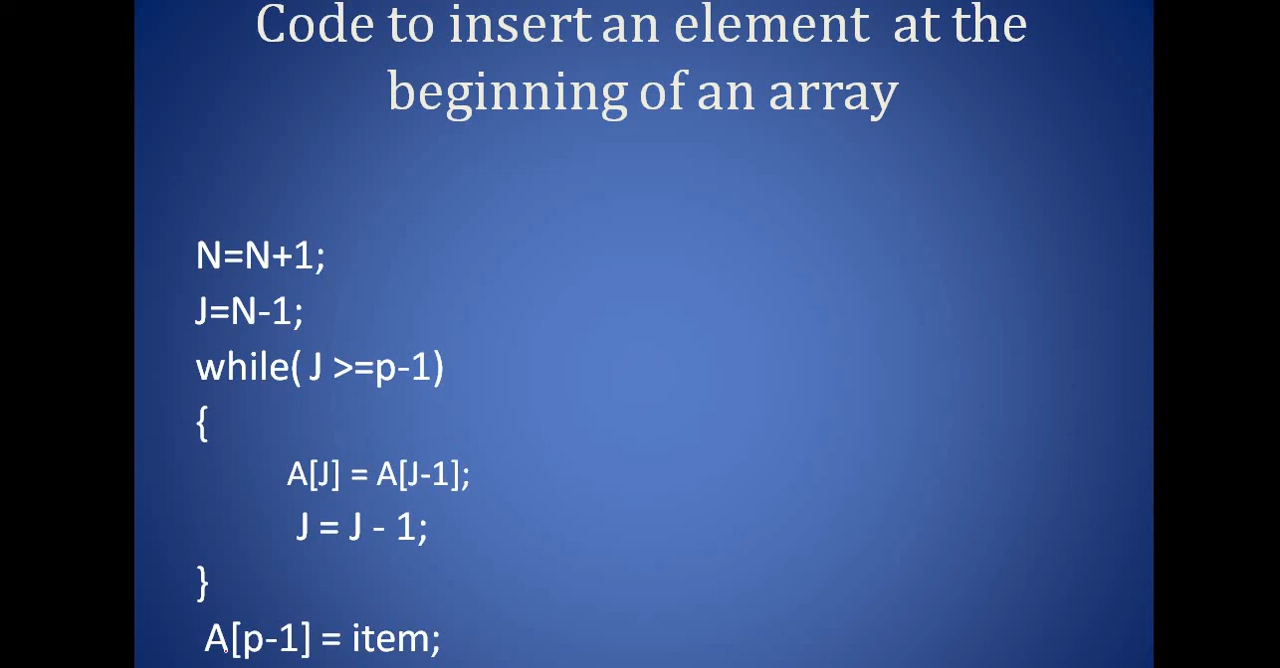 Code to insert an element at the
beginning of an array
N=N+1;
J=N-1;
while( J >=p-1)
{
A[J] = A[J-1];
J = J - 1;
}
A[p-1] = item;